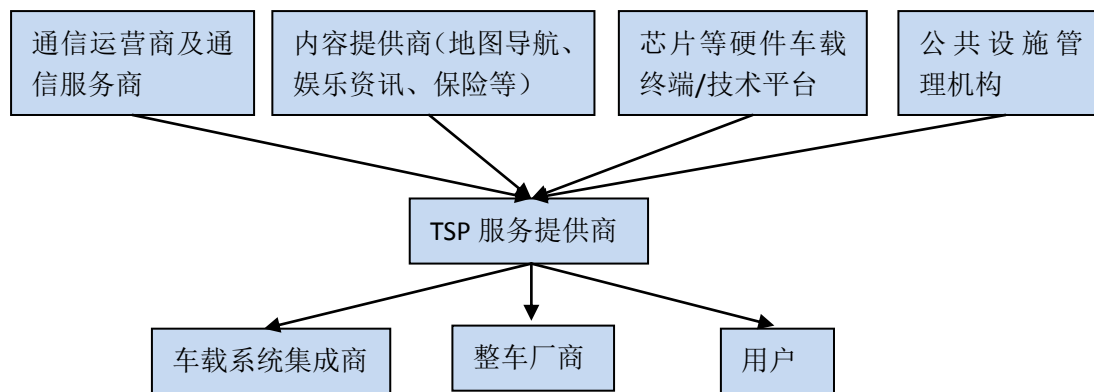 通信运营商及通
信服务商
内容提供商（地图导航、
娱乐资讯、保险等）
芯片等硬件车载
终端/技术平台
公共设施管
理机构
TSP 服务提供商
车载系统集成商
整车厂商
用户